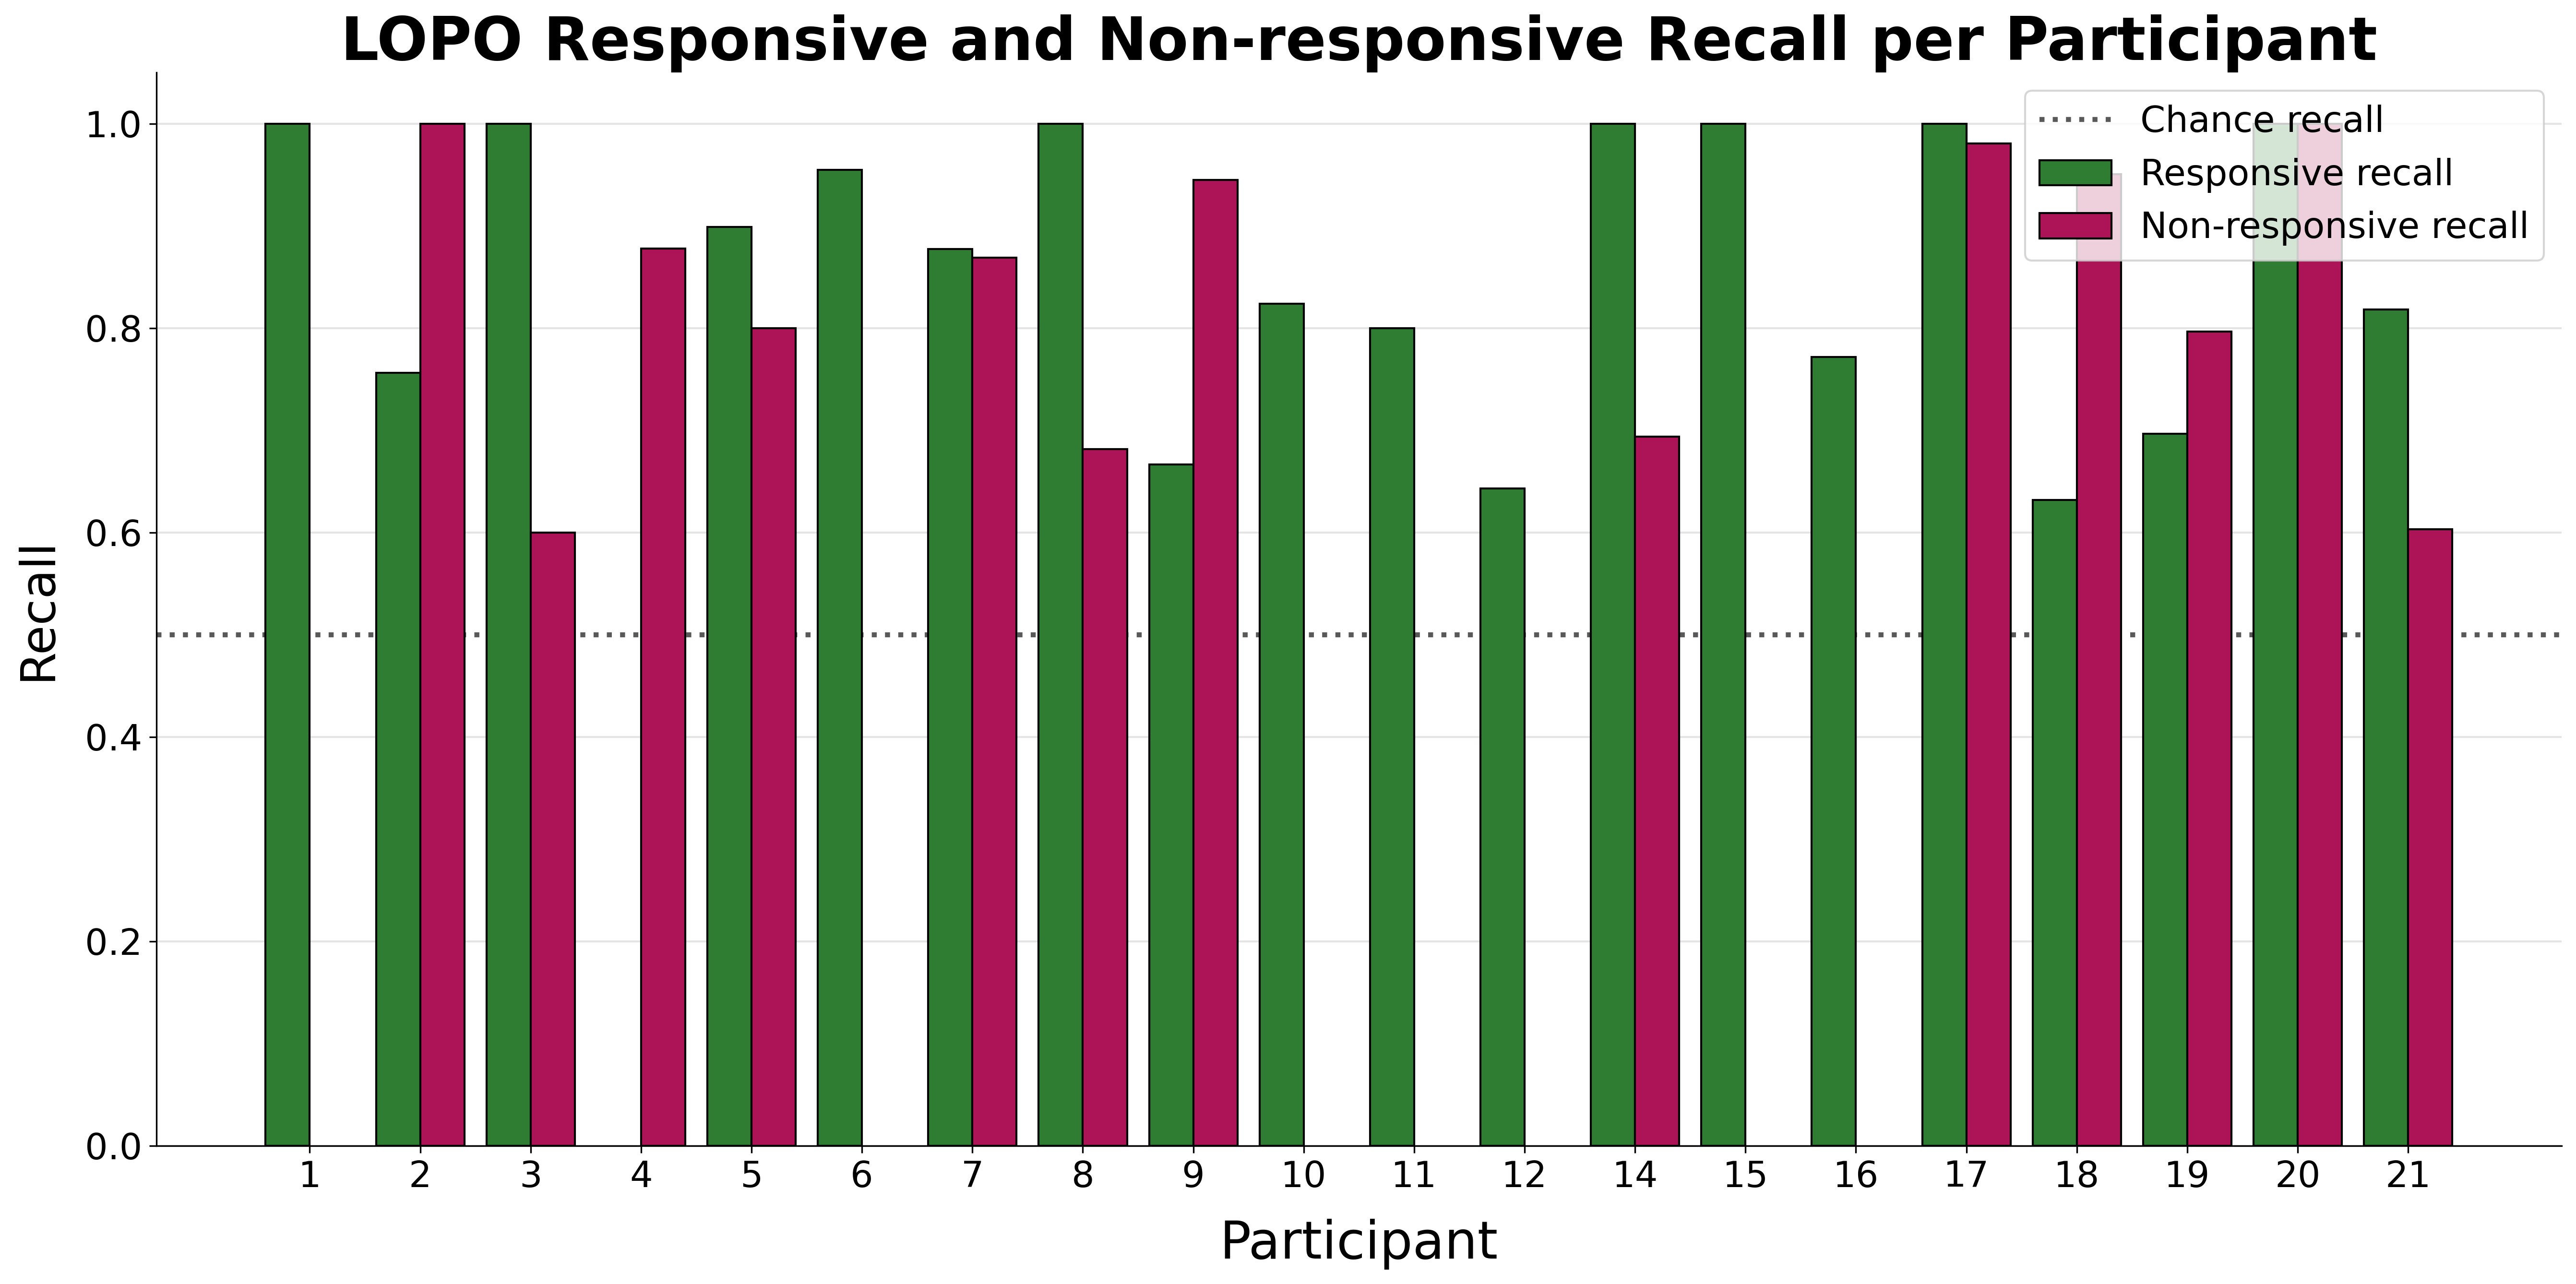 LOPO Responsive and Non-responsive Recall per Participant
Chance recall
Responsive recall
Non-responsive recall
Recall
1.0
0.8
0.6
0.4
0.2
0.0
1 2 3 4 5 6 7 8 9 10 11 12 14 15 16 17 18 19 20 21
Participant